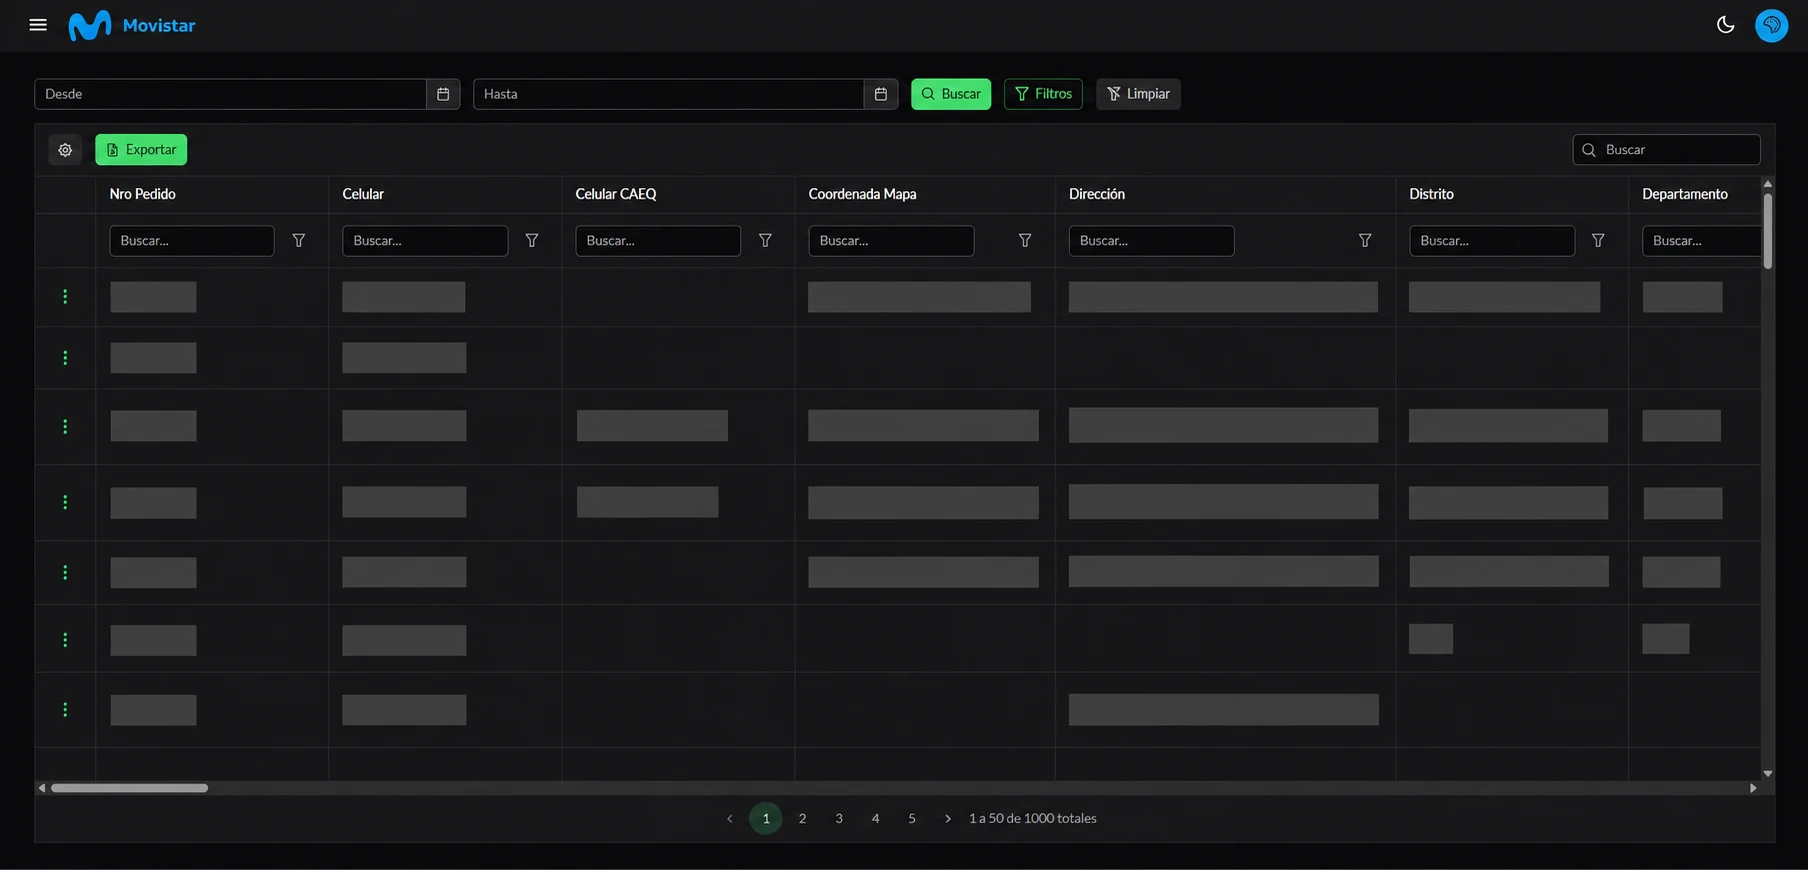 Movistar
Desde Hasta Buscar Filtros Limpiar
Exportar Buscar
Nro Pedido Celular Celular CAEQ Coordenada Mapa Dirección Distrito Departamento
Buscar... Buscar... Buscar... Buscar... Buscar... Buscar... Buscar...
1 2 3 4 5 1 a 50 de 1000 totales